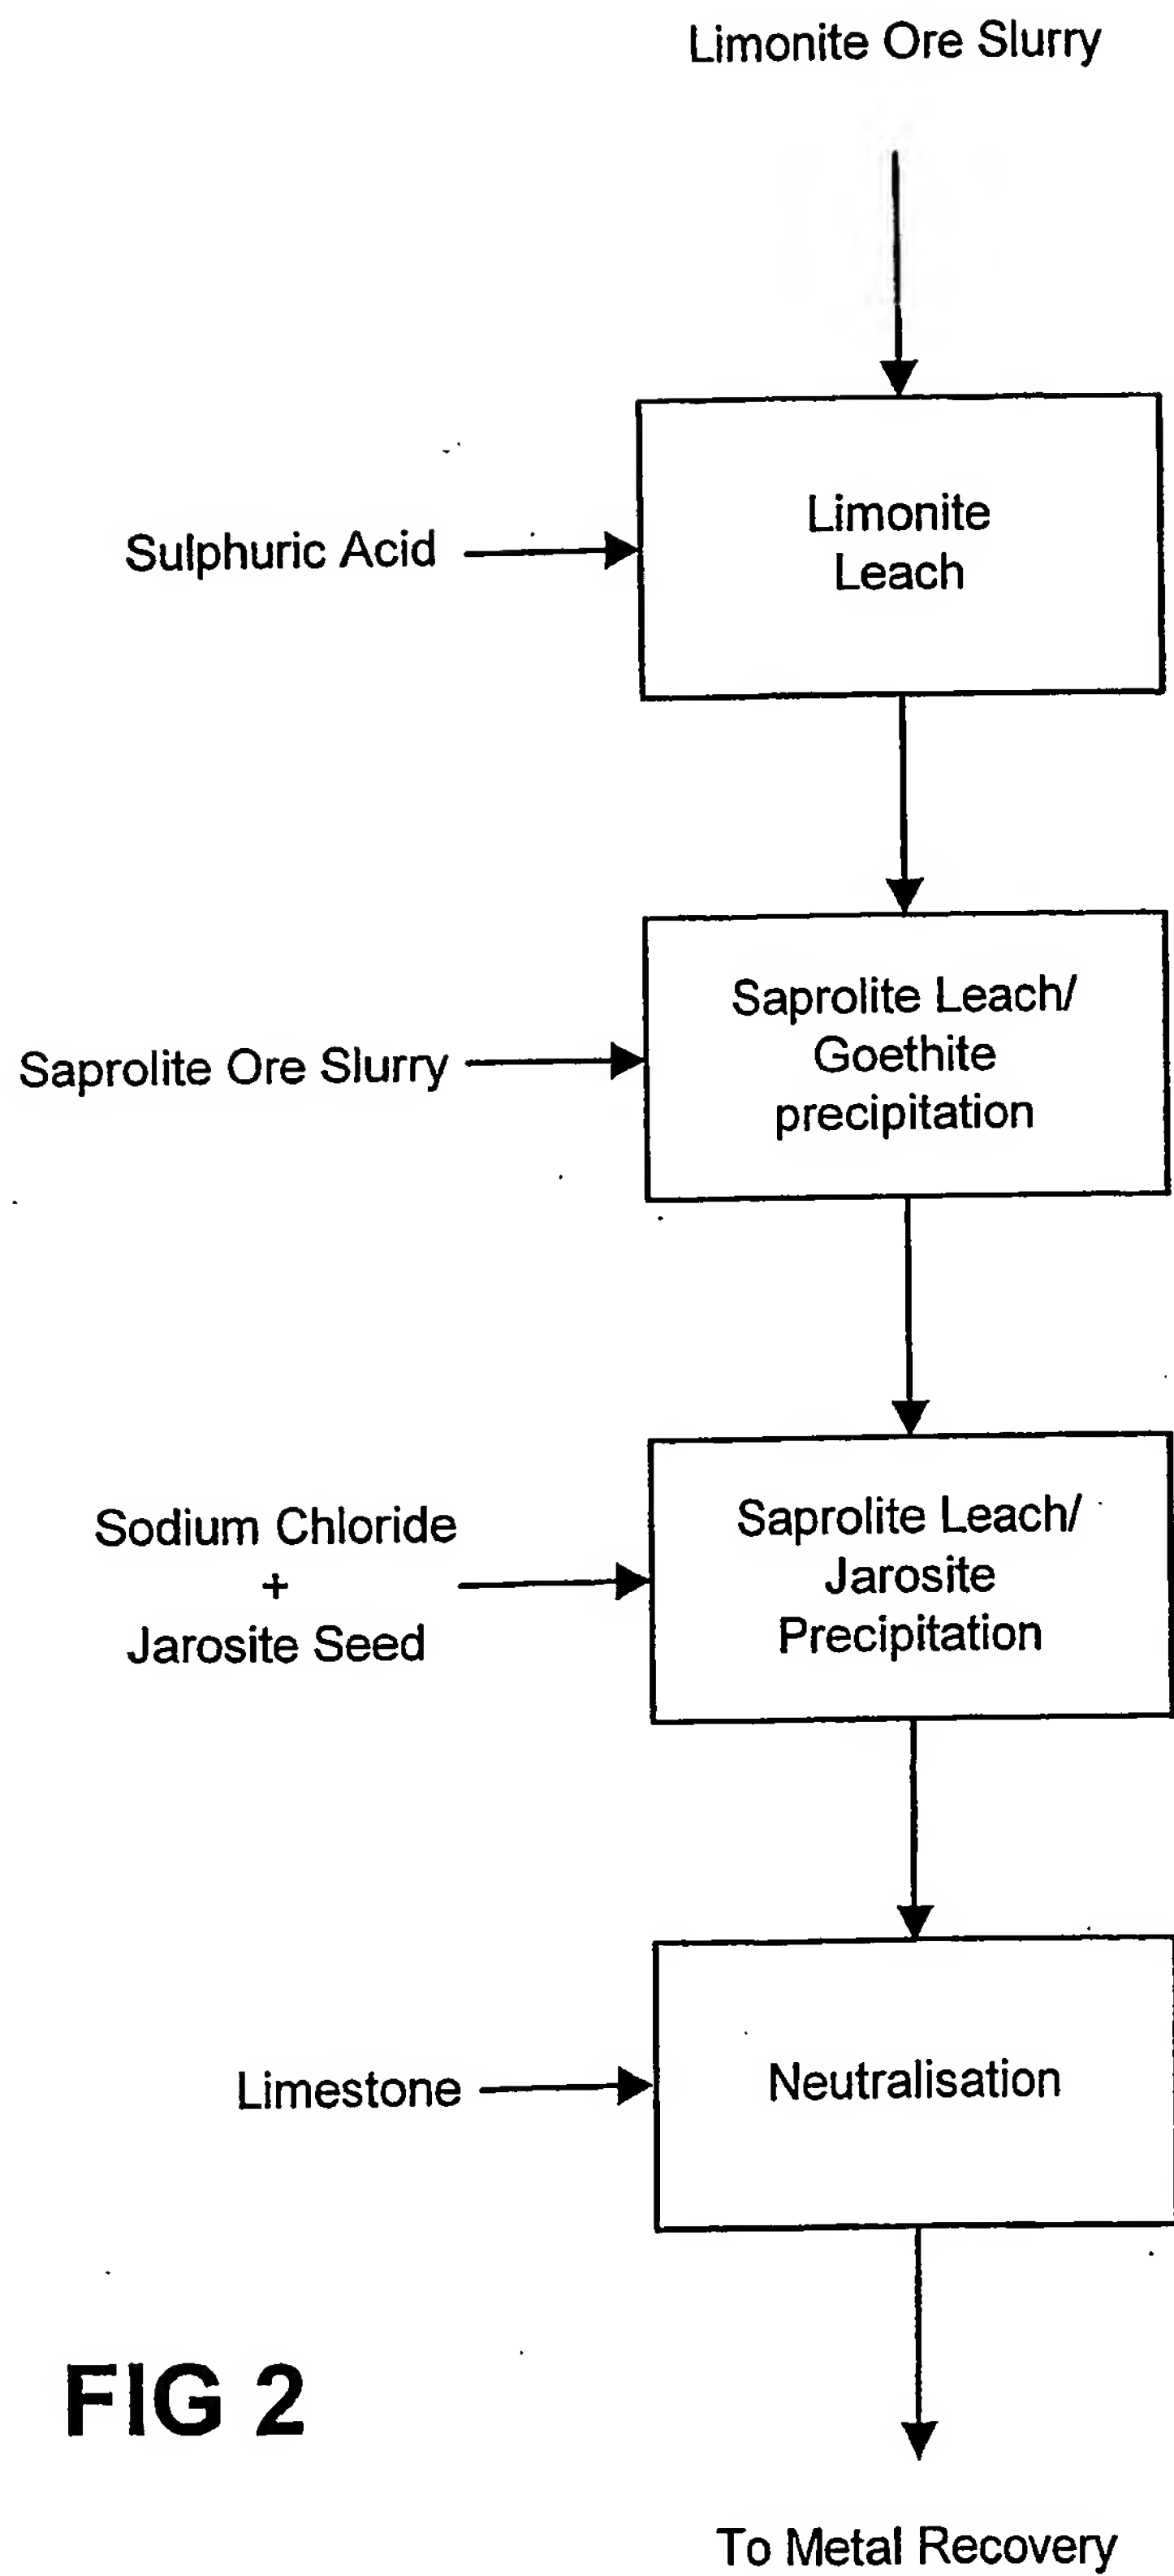 Limonite Ore Slurry
Sulphuric Acid
Limonite
Leach
Saprolite Ore Slurry
Saprolite Leach/
Goethite
precipitation
Sodium Chloride
+
Jarosite Seed
Saprolite Leach/
Jarosite
Precipitation
Limestone
Neutralisation
FIG 2
To Metal Recovery